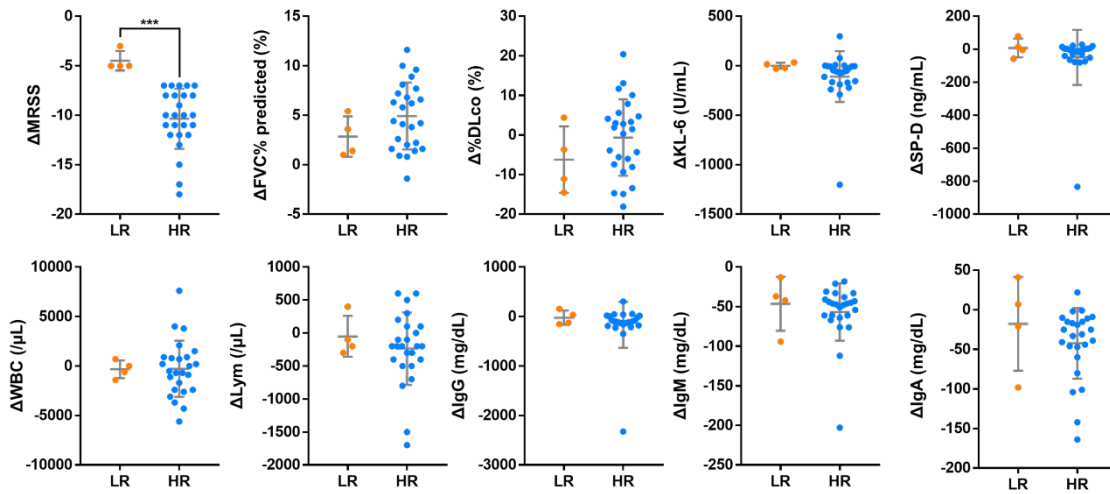 ΔMRSS
0
-5
-10
-15
-20
***
LR HR
ΔFVC% predicted (%)
15
10
5
0
5
LR HR
Δ%DLco (%)
30
20
10
0
-10
20
LR HR
ΔKL-6 (U/mL)
500
0
-500
-1000
-1500
LR HR
ΔSP-D (ng/mL)
200
0
-200
-400
-600
-800
-1000
LR HR
ΔWBC (/μL)
10000
5000
0
-5000
-10000
LR HR
ΔLym (/μL)
1000
500
0
-500
-1000
-1500
-2000
LR HR
ΔIgG (mg/dL)
1000
0
-1000
-2000
-3000
LR HR
ΔIgM (mg/dL)
0
-50
-100
-150
-200
-250
LR HR
ΔIgA (mg/dL)
50
0
-50
-100
-150
-200
LR HR